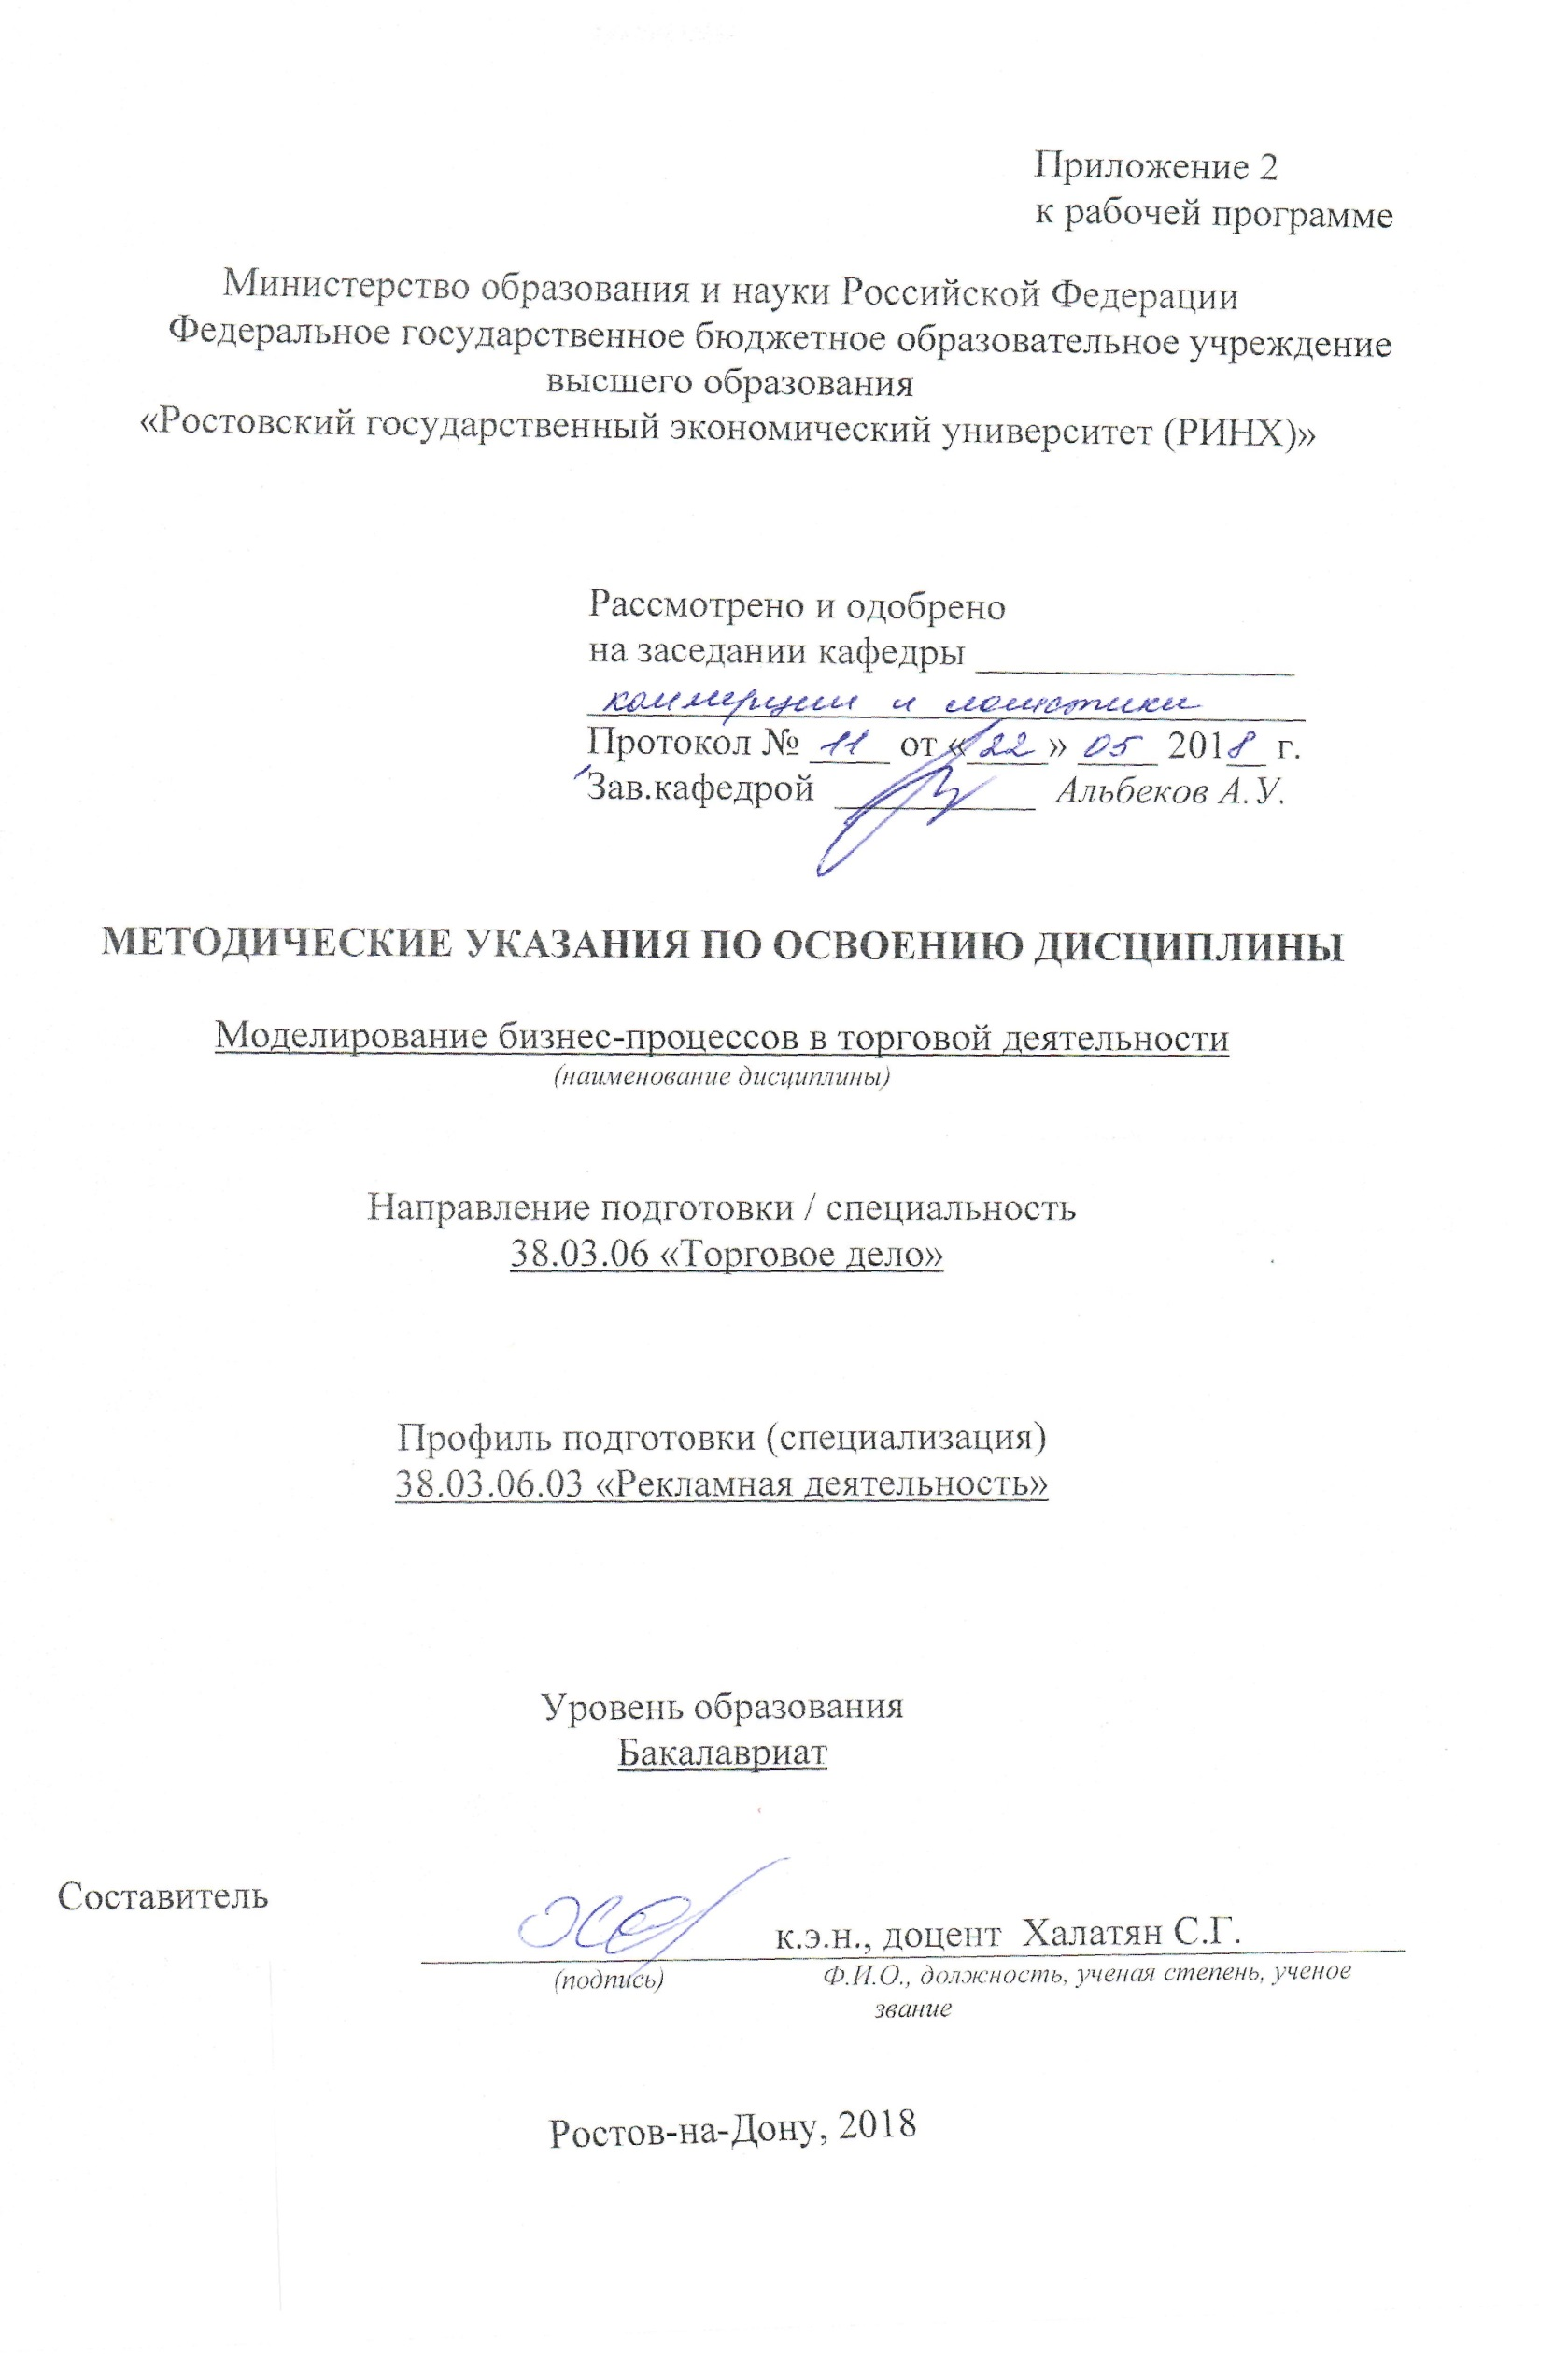 Приложение 2
к рабочей программе
Министерство образования и науки Российской Федерации
Федеральное государственное бюджетное образовательное учреждение
высшего образования
«Ростовский государственный экономический университет (РИНХ)»
Рассмотрено и одобрено
на заседании кафедры
коммерции и логистики
Протокол № 11 от «22» 05 2018 г.
Зав.кафедрой Альбеков А.У.
МЕТОДИЧЕСКИЕ УКАЗАНИЯ ПО ОСВОЕНИЮ ДИСЦИПЛИНЫ
Моделирование бизнес-процессов в торговой деятельности
(наименование дисциплины)
Направление подготовки / специальность
38.03.06 «Торговое дело»
Профиль подготовки (специализация)
38.03.06.03 «Рекламная деятельность»
Уровень образования
Бакалавриат
Составитель
к.э.н., доцент Халатян С.Г.
(подпись) Ф.И.О., должность, ученая степень, ученое
звание
Ростов-на-Дону, 2018